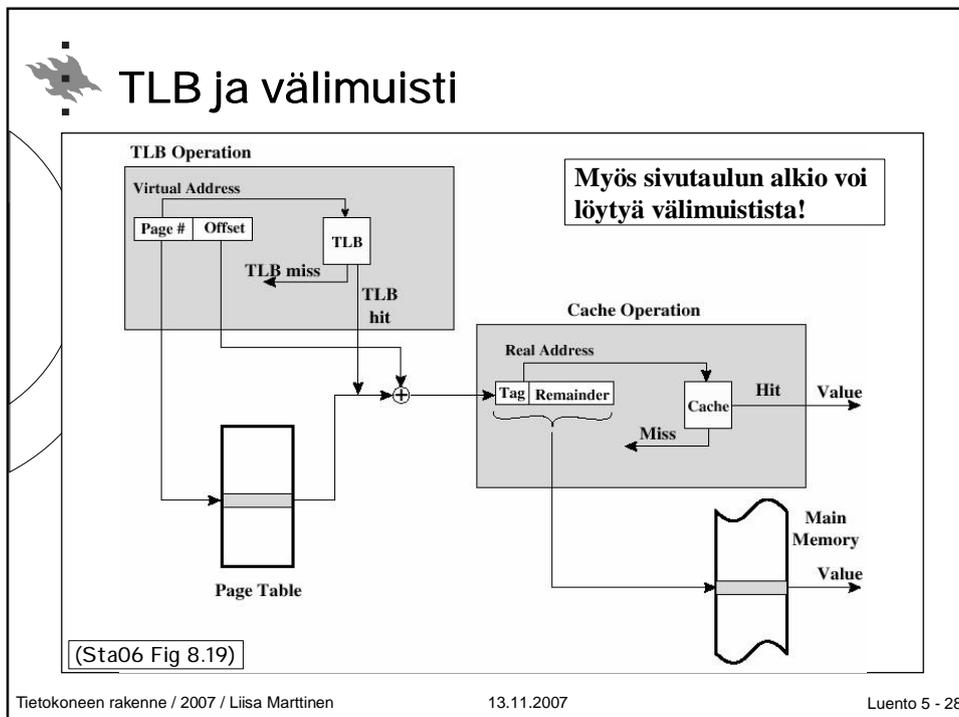 TLB ja välimuisti
TLB Operation
Virtual Address
Page # Offset
TLB
TLB miss
TLB
hit
Myös sivutaulun alkio voi
löytyä välimuistista!
Cache Operation
Real Address
Tag Remainder
Cache
Hit
Value
Miss
Page Table
Main
Memory
Value
(Sta06 Fig 8.19)
Tietokoneen rakenne / 2007 / Liisa Marttinen 13.11.2007 Luento 5 - 28